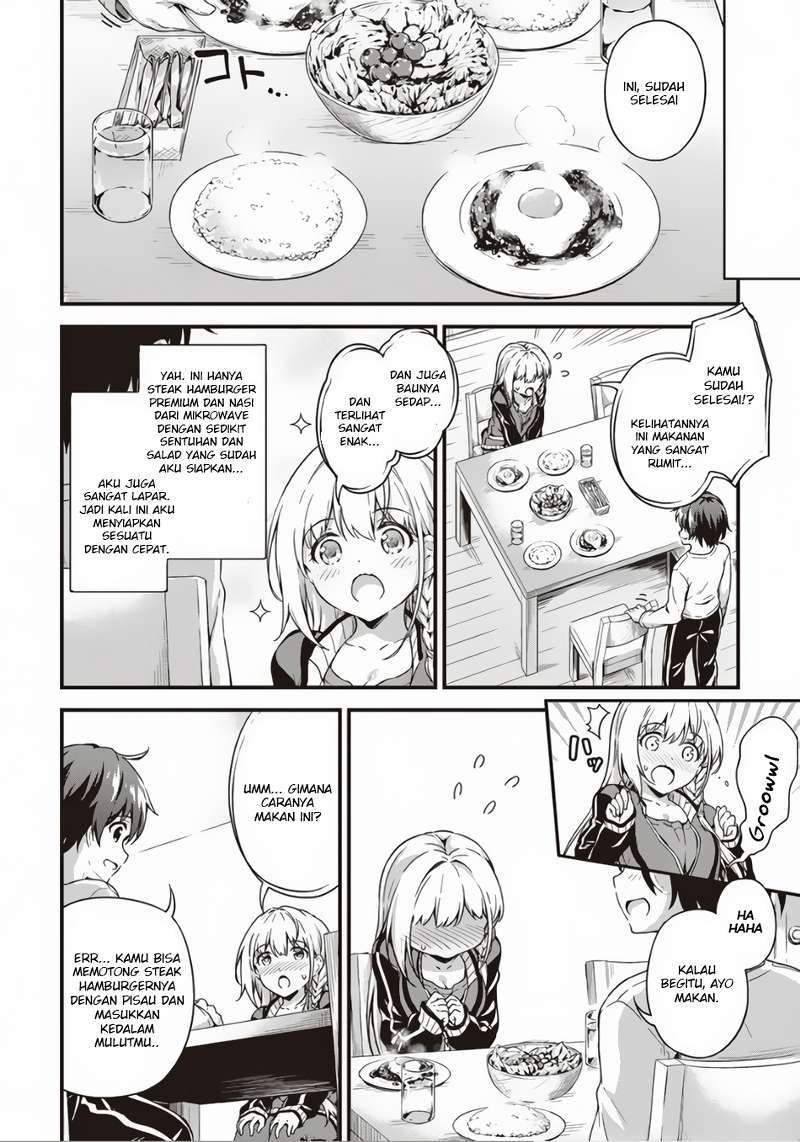 INI, SUDAH
SELESAI
コト...
KAMU
SUDAH
SELESAI!?
KELIHATANNYA
INI MAKANAN
YANG SANGAT
RUMIT...
DAN JUGA
BAUNYA
SEDAP...
DAN
TERLIHAT
SANGAT
ENAK...
YAH. INI HANYA
STEAK HAMBURGER
PREMIUM DAN NASI
DARI MIKROWAVE
DENGAN SEDIKIT
SENTUHAN DAN
SALAD YANG SUDAH
AKU SIAPKAN...
AKU JUGA
SANGAT LAPAR.
JADI KALI INI AKU
MENYIAPKAN
SESUATU
DENGAN CEPAT.
Groowwl
HA
HAHA
KALAU
BEGITU, AYO
MAKAN.
UMM... GIMANA
CARANYA
MAKAN INI?
ERR... KAMU BISA
MEMOTONG STEAK
HAMBURGERNYA
DENGAN PISAU DAN
MASUKKAN
KEDALAM
MULUTMU..